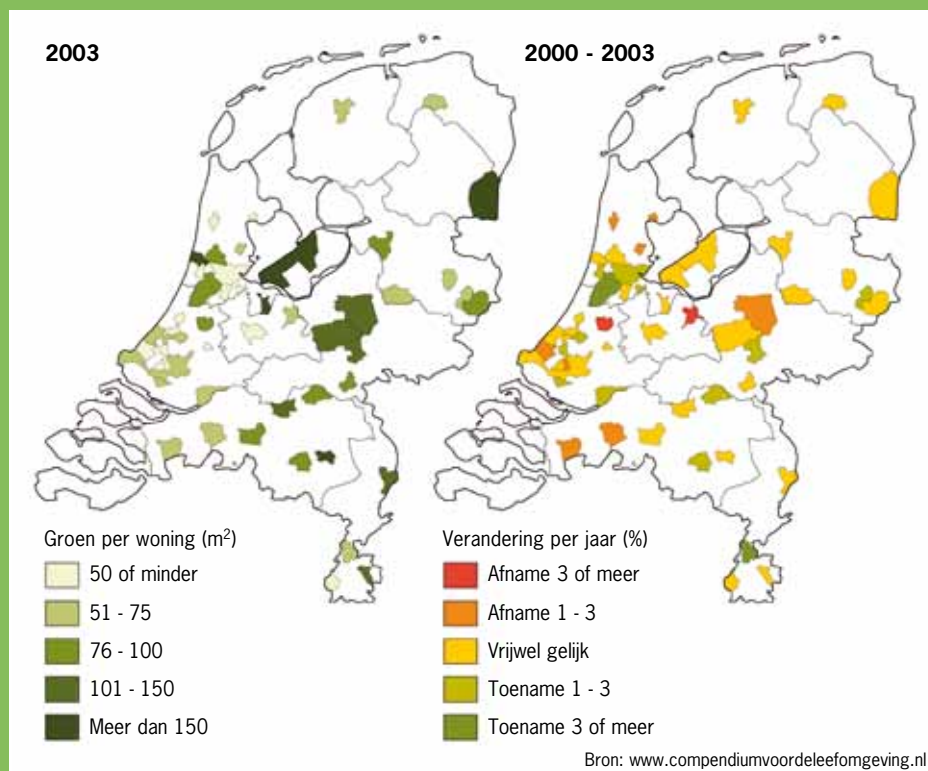 2003
2000 - 2003
Groen per woning (m²)
50 of minder
51 - 75
76 - 100
101 - 150
Meer dan 150
Verandering per jaar (%)
Afname 3 of meer
Afname 1 - 3
Vrijwel gelijk
Toename 1 - 3
Toename 3 of meer
Bron: www.compendiumvoordeleefomgeving.nl